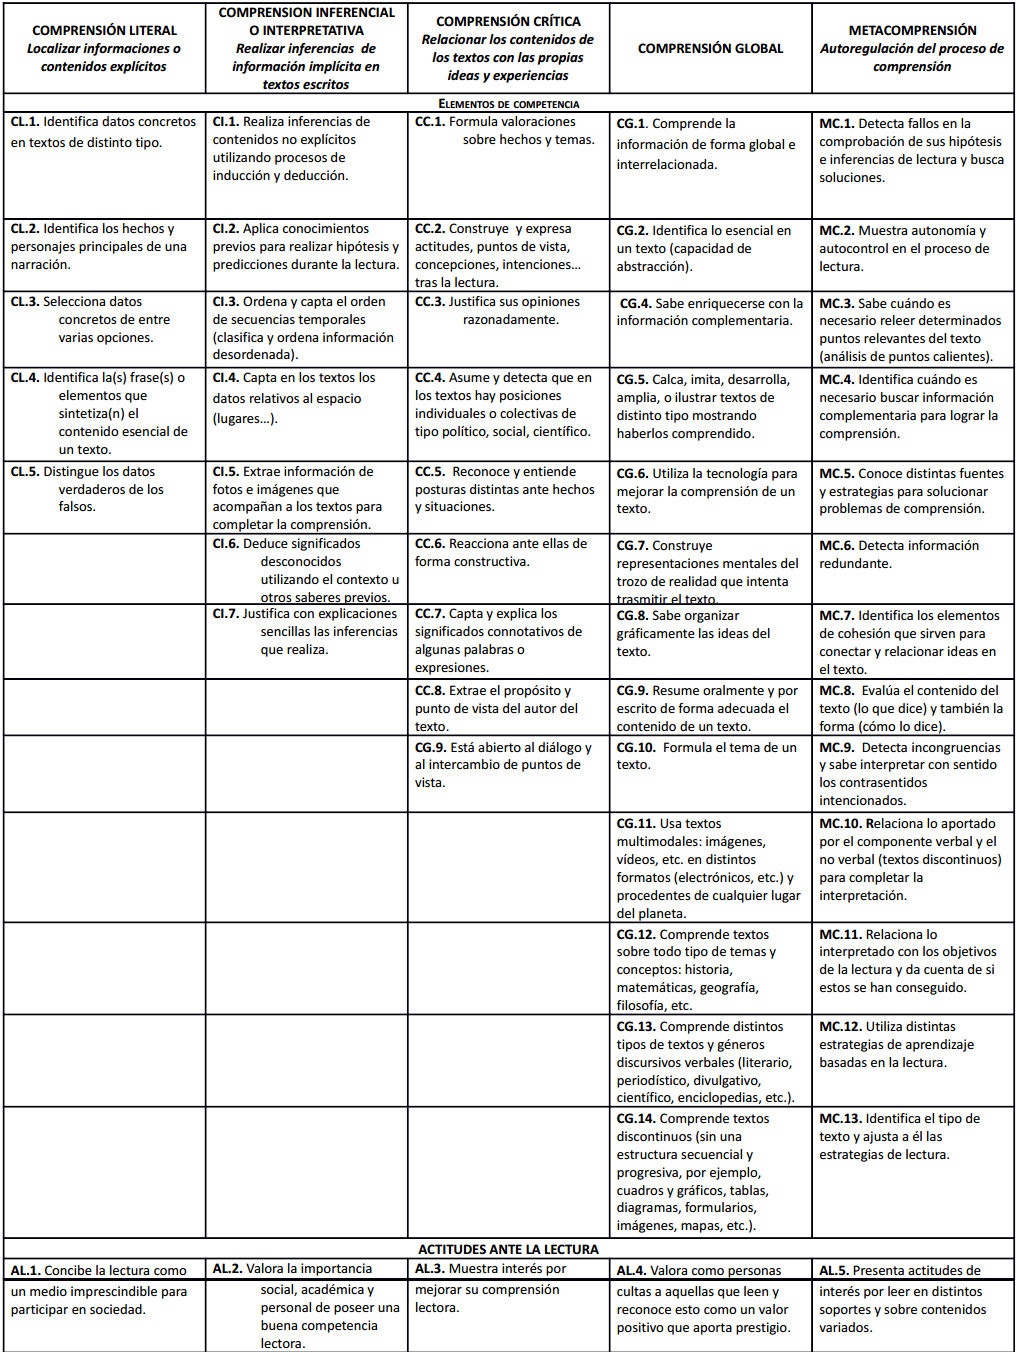 COMPRENSIÓN LITERAL
Localizar informaciones o
contenidos explícitos
COMPRENSION INFERENCIAL
O INTERPRETATIVA
Realizar inferencias de
información implícita en
textos escritos
COMPRENSIÓN CRÍTICA
Relacionar los contenidos de
los textos con las propias
ideas y experiencias
COMPRENSIÓN GLOBAL
METACOMPRENSIÓN
Autoregulación del proceso de
comprensión
ELEMENTOS DE COMPETENCIA
CL.1. Identifica datos concretos
en textos de distinto tipo.
CI.1. Realiza inferencias de
contenidos no explícitos
utilizando procesos de
inducción y deducción.
CC.1. Formula valoraciones
sobre hechos y temas.
CG.1. Comprende la
información de forma global e
interrelacionada.
MC.1. Detecta fallos en la
comprobación de sus hipótesis
e inferencias de lectura y busca
soluciones.
CL.2. Identifica los hechos y
personajes principales de una
narración.
CI.2. Aplica conocimientos
previos para realizar hipótesis y
predicciones durante la lectura.
CC.2. Construye y expresa
actitudes, puntos de vista,
concepciones, intenciones...
tras la lectura.
CG.2. Identifica lo esencial en
un texto (capacidad de
abstracción).
MC.2. Muestra autonomía y
autocontrol en el proceso de
lectura.
CL.3. Selecciona datos
concretos de entre
varias opciones.
CI.3. Ordena y capta el orden
de secuencias temporales
(clasifica y ordena información
desordenada).
CC.3. Justifica sus opiniones
razonadamente.
CG.4. Sabe enriquecerse con la
información complementaria.
MC.3. Sabe cuándo es
necesario releer determinados
puntos relevantes del texto
(análisis de puntos calientes).
CL.4. Identifica la(s) frase(s) o
elementos que
sintetiza(n) el
contenido esencial de
un texto.
CI.4. Capta en los textos los
datos relativos al espacio
(lugares...).
CC.4. Asume y detecta que en
los textos hay posiciones
individuales o colectivas de
tipo político, social, científico.
CG.5. Calca, imita, desarrolla,
amplia, o ilustrar textos de
distinto tipo mostrando
haberlos comprendido.
MC.4. Identifica cuándo es
necesario buscar información
complementaria para lograr la
comprensión.
CL.5. Distingue los datos
verdaderos de los
falsos.
CI.5. Extrae información de
fotos e imágenes que
acompañan a los textos para
completar la comprensión.
CC.5. Reconoce y entiende
posturas distintas ante hechos
y situaciones.
CG.6. Utiliza la tecnología para
mejorar la comprensión de un
texto.
MC.5. Conoce distintas fuentes
y estrategias para solucionar
problemas de comprensión.
CI.6. Deduce significados
desconocidos
utilizando el contexto u
otros saberes previos.
CC.6. Reacciona ante ellas de
forma constructiva.
CG.7. Construye
representaciones mentales del
trozo de realidad que intenta
trasmitir el texto.
MC.6. Detecta información
redundante.
CI.7. Justifica con explicaciones
sencillas las inferencias
que realiza.
CC.7. Capta y explica los
significados connotativos de
algunas palabras o
expresiones.
CG.8. Sabe organizar
gráficamente las ideas del
texto.
MC.7. Identifica los elementos
de cohesión que sirven para
conectar y relacionar ideas en
el texto.
CC.8. Extrae el propósito y
punto de vista del autor del
texto.
CG.9. Resume oralmente y por
escrito de forma adecuada el
contenido de un texto.
MC.8. Evalúa el contenido del
texto (lo que dice) y también la
forma (cómo lo dice).
CG.9. Está abierto al diálogo y
al intercambio de puntos de
vista.
CG.10. Formula el tema de un
texto.
MC.9. Detecta incongruencias
y sabe interpretar con sentido
los contrasentidos
intencionados.
CG.11. Usa textos
multimodales: imágenes,
vídeos, etc. en distintos
formatos (electrónicos, etc.) y
procedentes de cualquier lugar
del planeta.
MC.10. Relaciona lo aportado
por el componente verbal y el
no verbal (textos discontinuos)
para completar la
interpretación.
CG.12. Comprende textos
sobre todo tipo de temas y
conceptos: historia,
matemáticas, geografía,
filosofía, etc.
MC.11. Relaciona lo
interpretado con los objetivos
de la lectura y da cuenta de si
estos se han conseguido.
CG.13. Comprende distintos
tipos de textos y géneros
discursivos verbales (literario,
periodístico, divulgativo,
científico, enciclopedias, etc.).
MC.12. Utiliza distintas
estrategias de aprendizaje
basadas en la lectura.
CG.14. Comprende textos
discontinuos (sin una
estructura secuencial y
progresiva, por ejemplo,
cuadros y gráficos, tablas,
diagramas, formularios,
imágenes, mapas, etc.).
MC.13. Identifica el tipo de
texto y ajusta a él las
estrategias de lectura.
ACTITUDES ANTE LA LECTURA
AL.1. Concibe la lectura como
un medio imprescindible para
participar en sociedad.
AL.2. Valora la importancia
social, académica y
personal de poseer una
buena competencia
lectora.
AL.3. Muestra interés por
mejorar su comprensión
lectora.
AL.4. Valora como personas
cultas a aquellas que leen y
reconoce esto como un valor
positivo que aporta prestigio.
AL.5. Presenta actitudes de
interés por leer en distintos
soportes y sobre contenidos
variados.